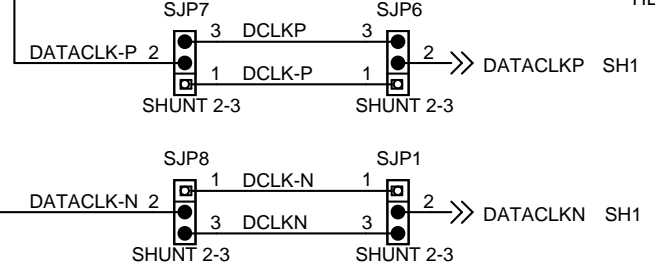 SJP7 SJP6
3 DCLKP 3
DATACLK-P 2 2 DATACLKP SH1
1 DCLK-P 1
SHUNT 2-3 SHUNT 2-3
SJP8 SJP1
1 DCLK-N 1
DATACLK-N 2 2 DATACLKN SH1
3 DCLKN 3
SHUNT 2-3 SHUNT 2-3